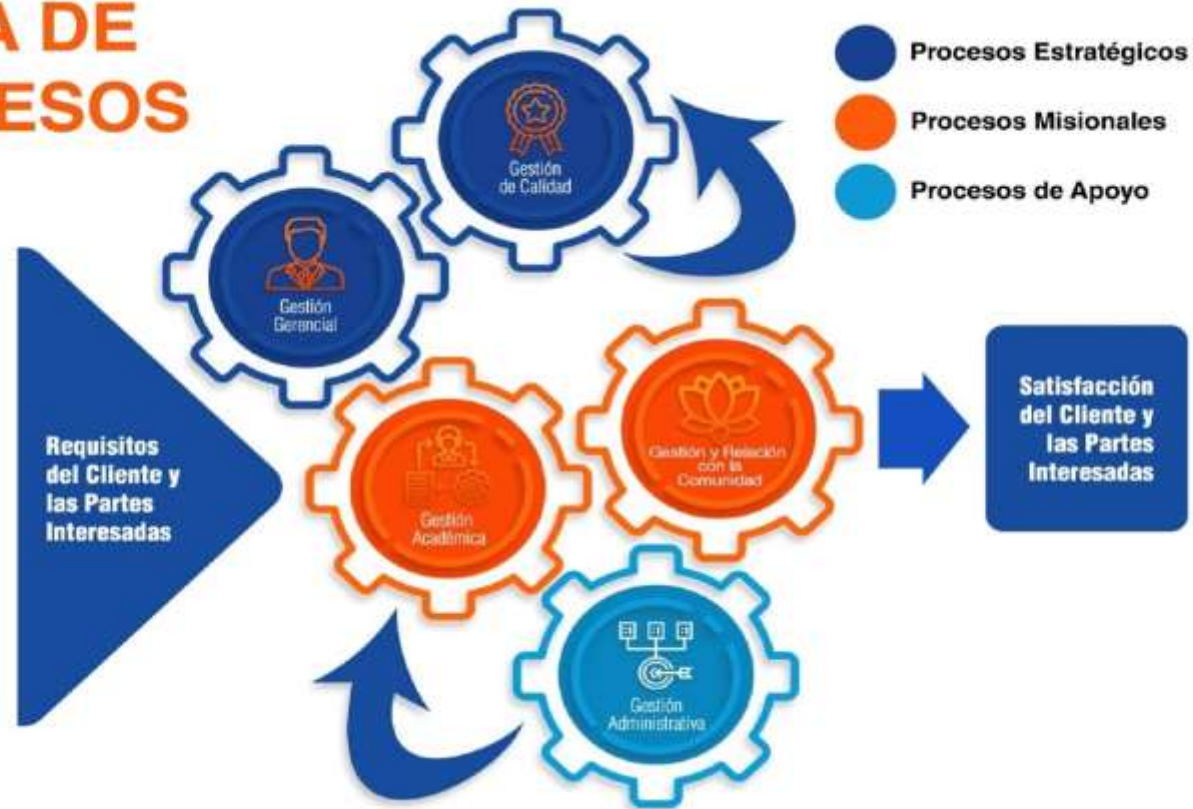 A DE
ESOS
Procesos Estratégicos
Procesos Misionales
Procesos de Apoyo
Gestión
de Calidad
Gestión
Gerencial
Requisitos
del Cliente y
las Partes
Interesadas
Gestión
Académica
Gestión y Relación
con la
Comunidad
Gestión
Administrativa
Satisfacción
del Cliente y
las Partes
Interesadas